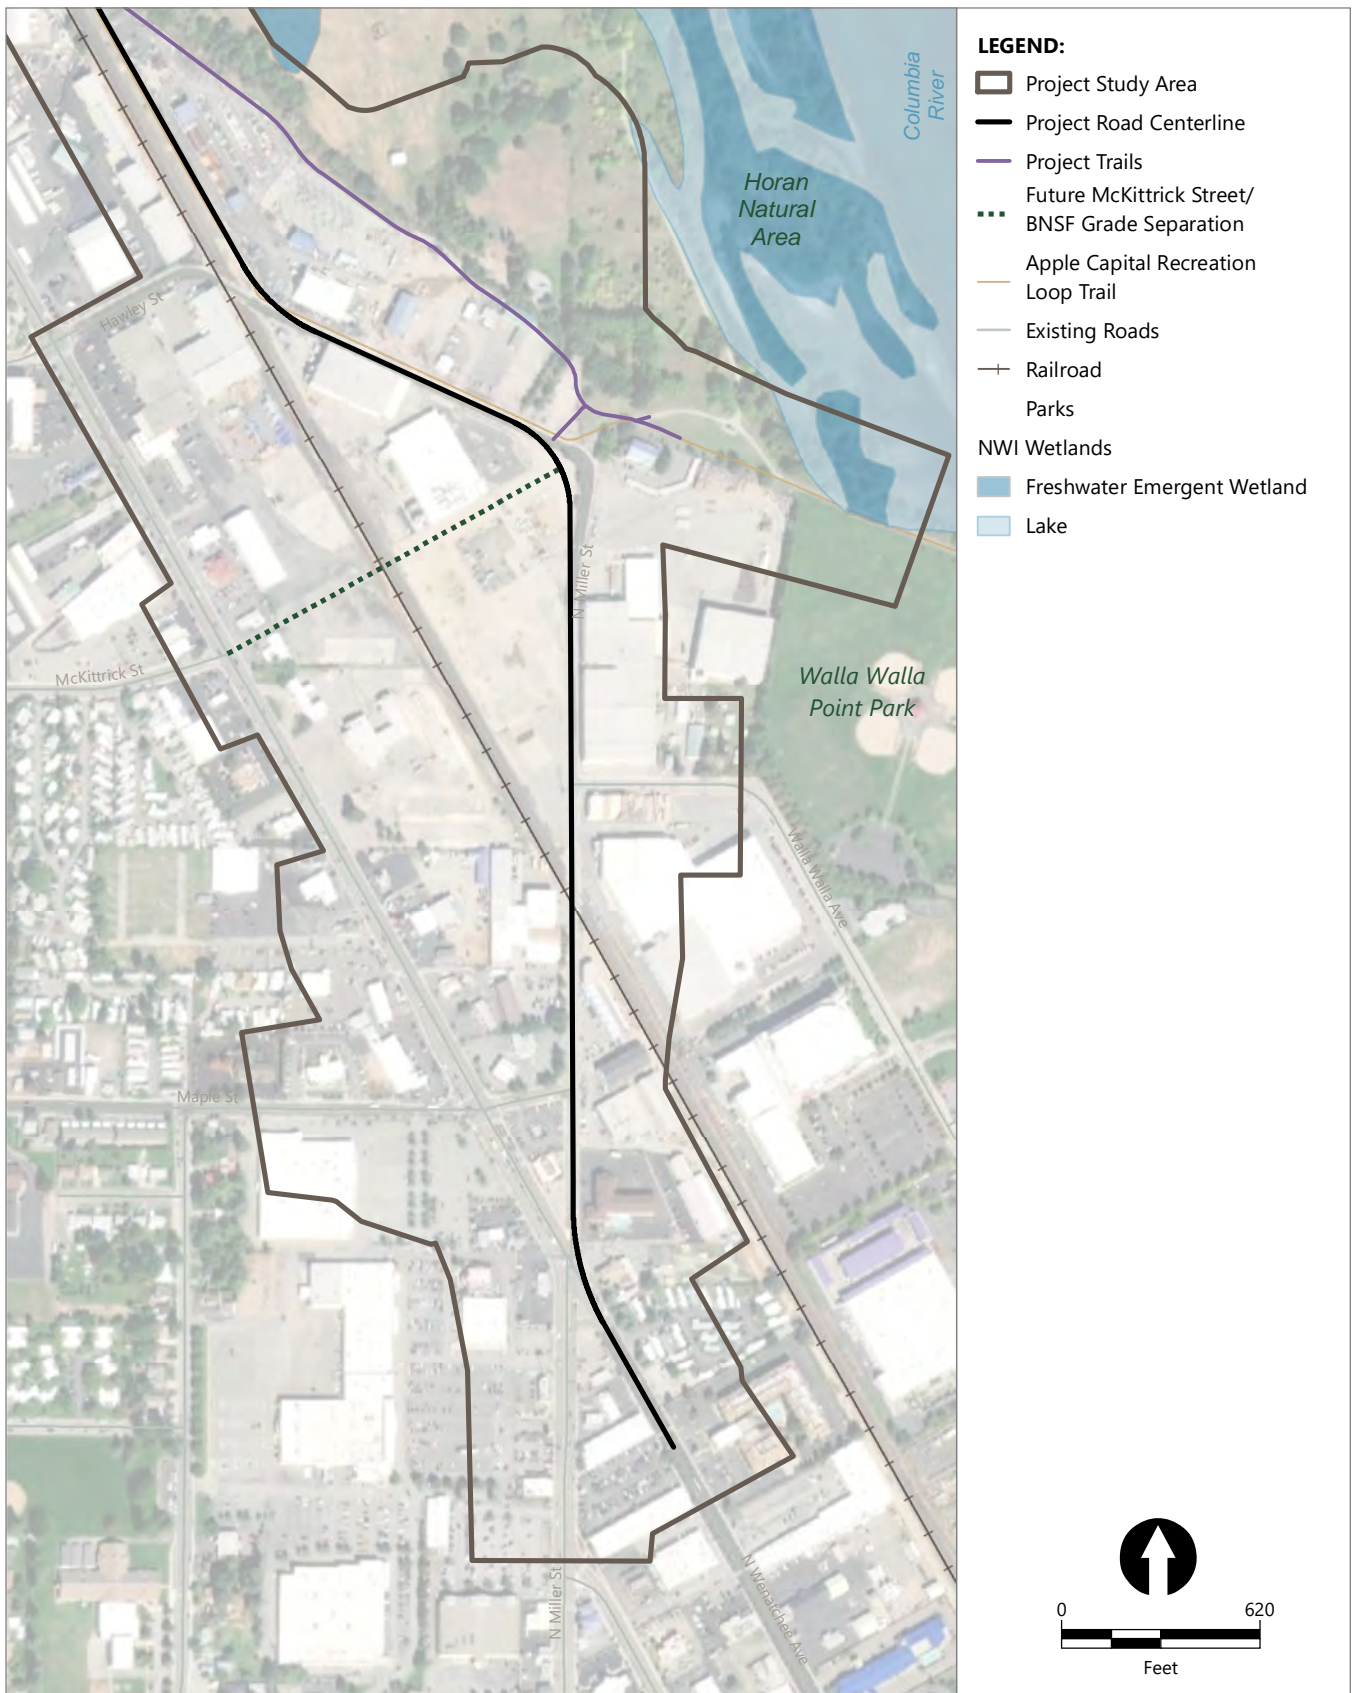 Columbia
River
Horan
Natural
Area
Hawley St
N Miller St
McKittrick St
Walla Walla
Point Park
N Walla Walla Ave
Maple St
N Miller St
N Wenatchee Ave
LEGEND:
Project Study Area
Project Road Centerline
Project Trails
Future McKittrick Street/
BNSF Grade Separation
Apple Capital Recreation
Loop Trail
Existing Roads
Railroad
Parks
NWI Wetlands
Freshwater Emergent Wetland
Lake
0 620
Feet